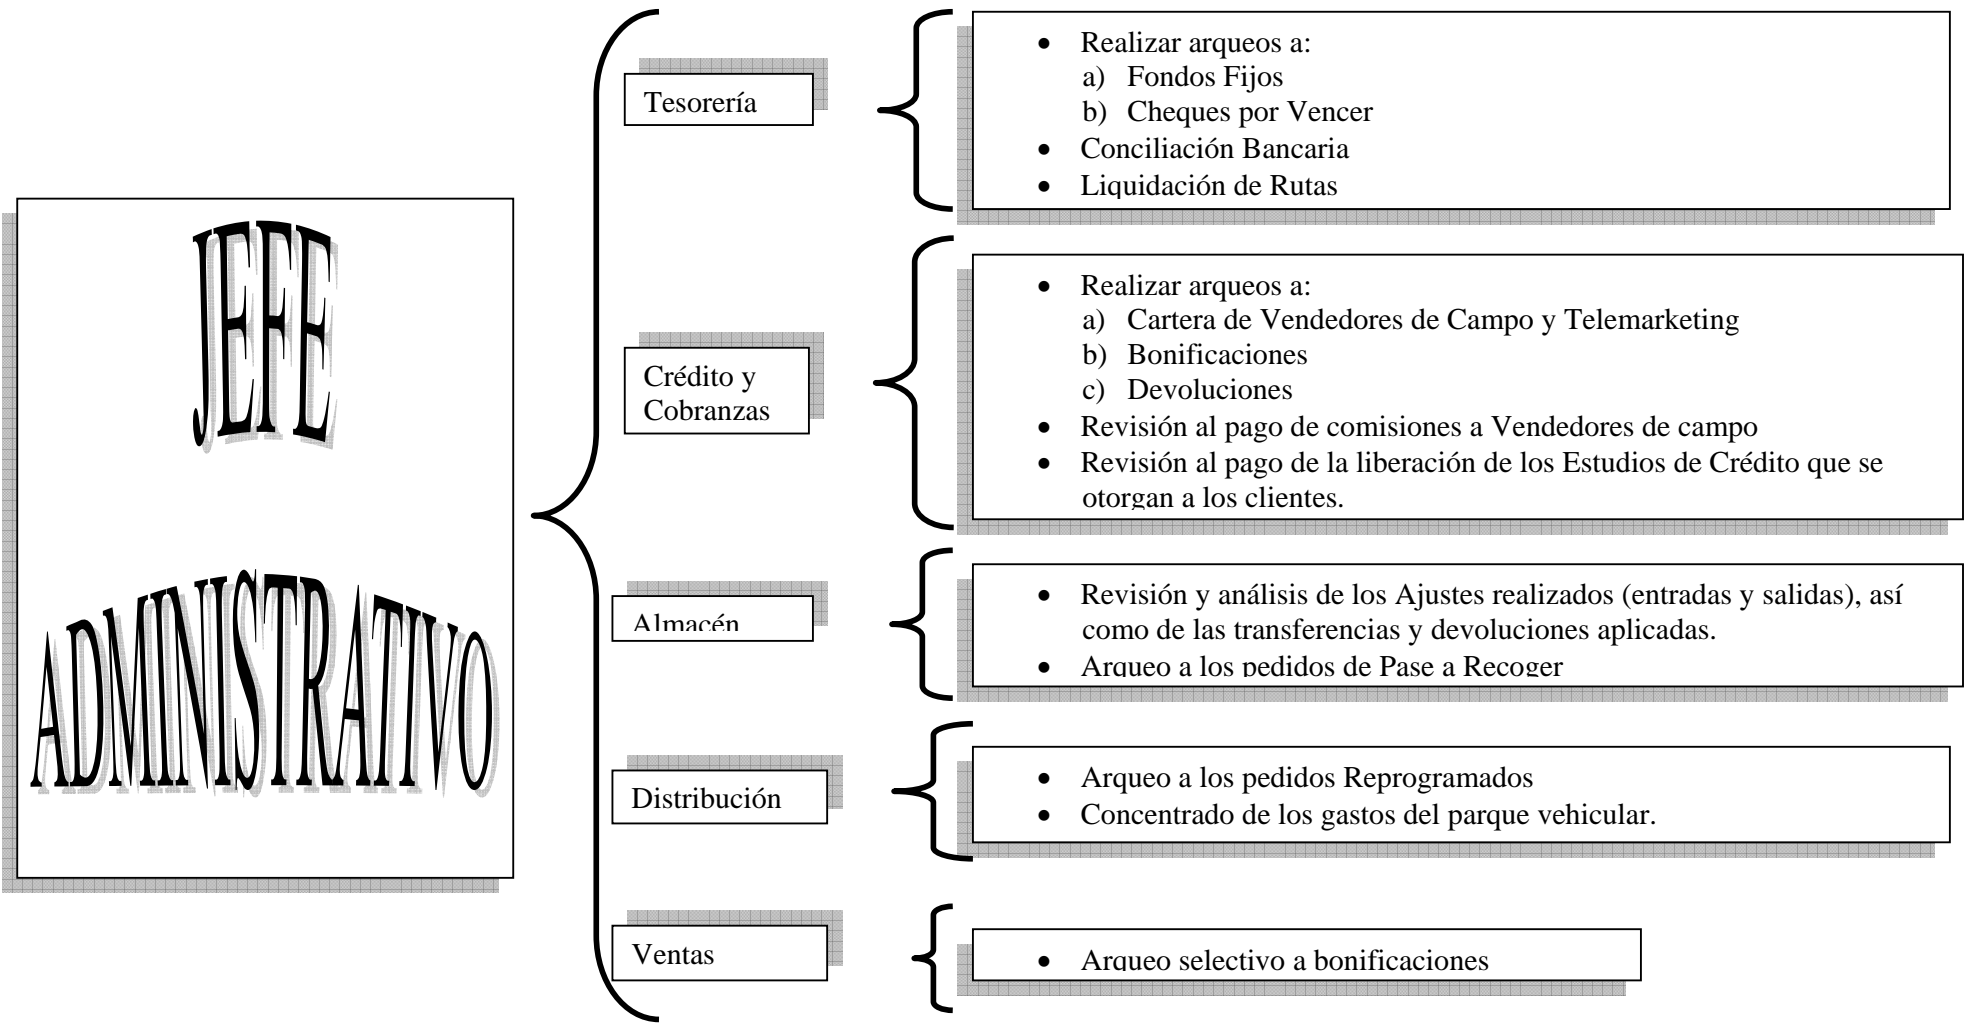 JEFE
ADMINISTRATIVO
Tesorería
• Realizar arqueos a:
a) Fondos Fijos
b) Cheques por Vencer
• Conciliación Bancaria
• Liquidación de Rutas
Crédito y
Cobranzas
• Realizar arqueos a:
a) Cartera de Vendedores de Campo y Telemarketing
b) Bonificaciones
c) Devoluciones
• Revisión al pago de comisiones a Vendedores de campo
• Revisión al pago de la liberación de los Estudios de Crédito que se
otorgan a los clientes.
Almacén
• Revisión y análisis de los Ajustes realizados (entradas y salidas), así
como de las transferencias y devoluciones aplicadas.
• Arqueo a los pedidos de Pase a Recoger
Distribución
• Arqueo a los pedidos Reprogramados
• Concentrado de los gastos del parque vehicular.
Ventas
• Arqueo selectivo a bonificaciones